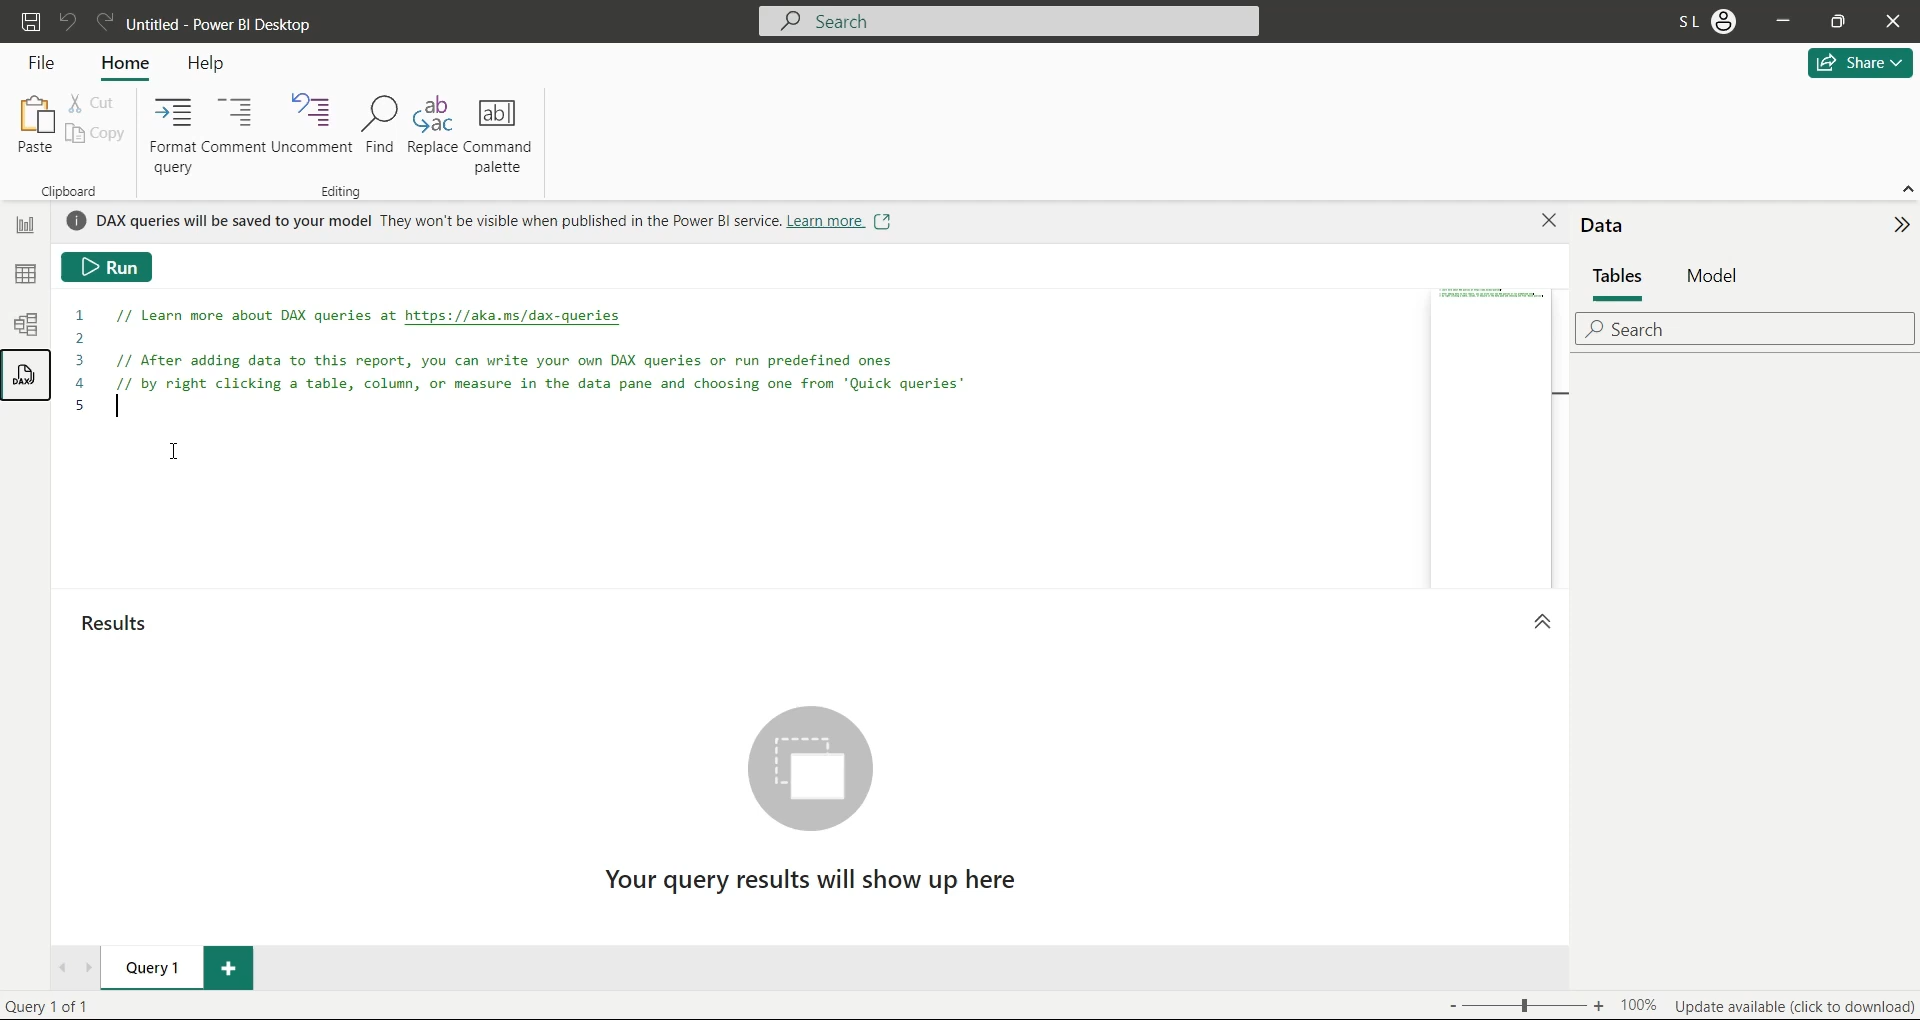 Untitled - Power BI Desktop
Search
S L
File
Home
Help
Share
Paste
Cut
Copy
Format query
Comment
Uncomment
Find
ab
ac
Replace
ab|
Command palette
Clipboard
Editing
DAX queries will be saved to your model They won't be visible when published in the Power BI service. Learn more
Data
Run
Tables
Model
Search
1 // Learn more about DAX queries at https://aka.ms/dax-queries
2
3 // After adding data to this report, you can write your own DAX queries or run predefined ones
4 // by right clicking a table, column, or measure in the data pane and choosing one from 'Quick queries'
5
DAX
Results
Your query results will show up here
Query 1
Query 1 of 1
- + 100%
Update available (click to download)